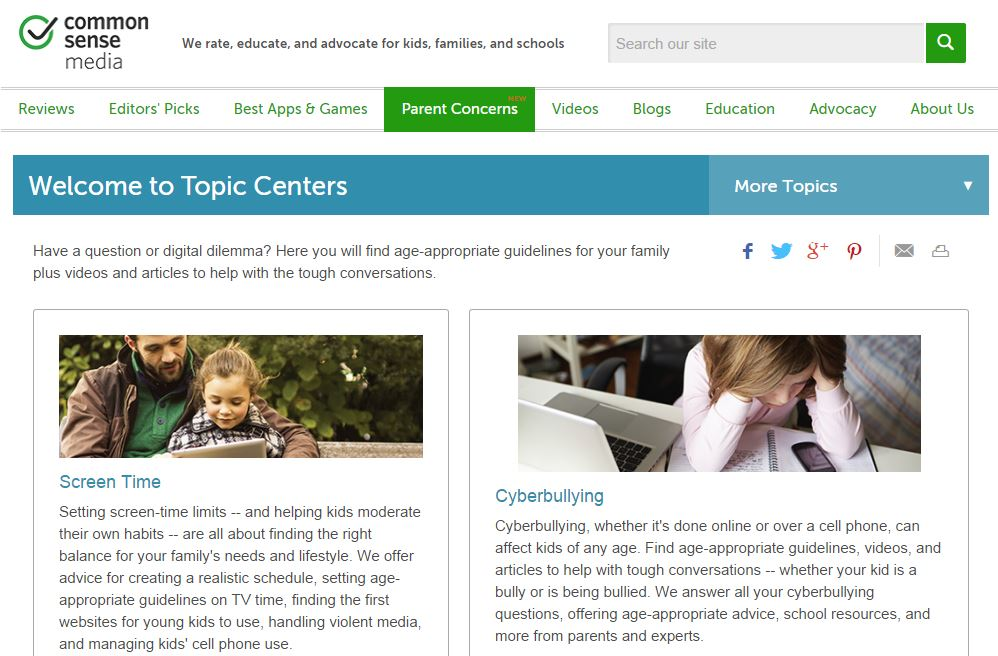 common
sense
media
We rate, educate, and advocate for kids, families, and schools
Search our site
Reviews
Editors' Picks
Best Apps & Games
Parent Concerns
NEW
Videos
Blogs
Education
Advocacy
About Us
Welcome to Topic Centers
More Topics
Have a question or digital dilemma? Here you will find age-appropriate guidelines for your family
plus videos and articles to help with the tough conversations.
Screen Time
Setting screen-time limits -- and helping kids moderate
their own habits -- are all about finding the right
balance for your family's needs and lifestyle. We offer
advice for creating a realistic schedule, setting age-
appropriate guidelines on TV time, finding the first
websites for young kids to use, handling violent media,
and managing kids' cell phone use.
Cyberbullying
Cyberbullying, whether it's done online or over a cell phone, can
affect kids of any age. Find age-appropriate guidelines, videos, and
articles to help with tough conversations -- whether your kid is a
bully or is being bullied. We answer all your cyberbullying
questions, offering age-appropriate advice, school resources, and
more from parents and experts.